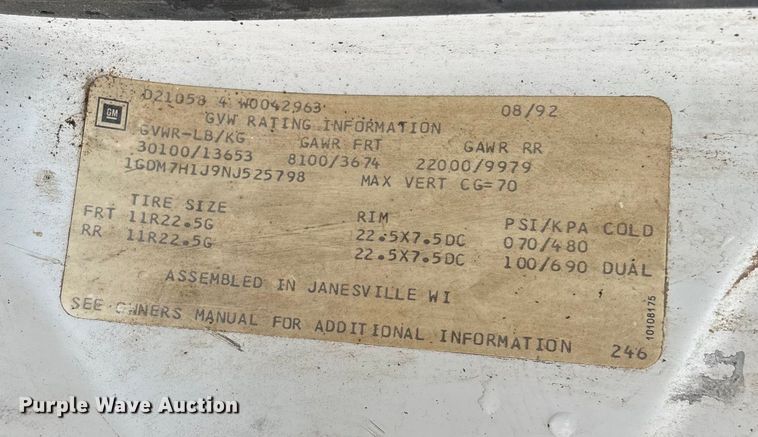 D21058 4 W0042963 08/92
GM
GVW RATING INFORMATION
GVWR-LB/KG GAWR FRT GAWR RR
30100/13653 8100/3674 22000/9979
1GDM7H1J9NJ525798 MAX VERT CG=70
TIRE SIZE RIM PSI/KPA COLD
FRT 11R22.5G 22.5X7.5DC 070/480
RR 11R22.5G 22.5X7.5DC 100/690 DUAL
ASSEMBLED IN JANESVILLE WI
SEE OWNERS MANUAL FOR ADDITIONAL INFORMATION 246
10108175
Purple Wave Auction